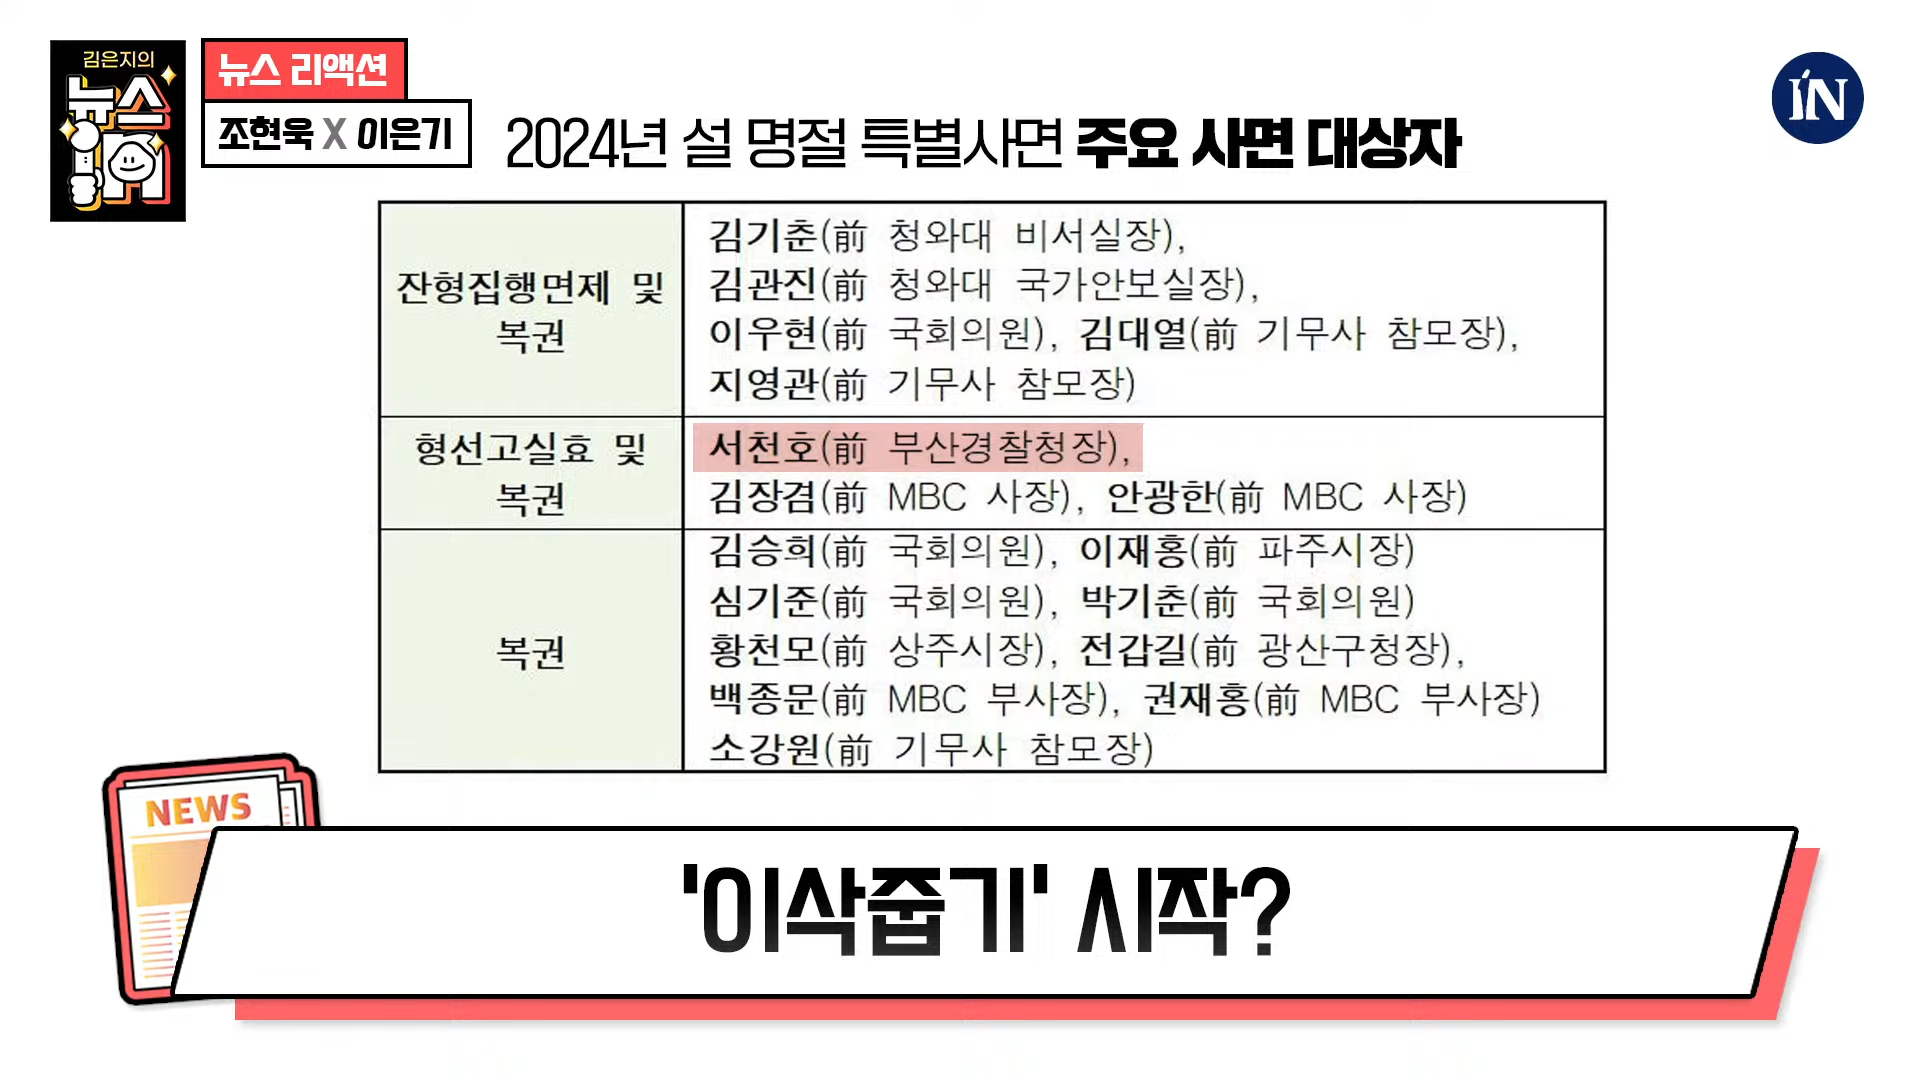 김은지의
뉴스IN
뉴스 리액션
조현욱 X 이은기
IN
2024년 설 명절 특별사면 주요 사면 대상자
잔형집행면제 및
복권
김기춘(前 청와대 비서실장),
김관진(前 청와대 국가안보실장),
이우현(前 국회의원), 김대열(前 기무사 참모장),
지영관(前 기무사 참모장)
형선고실효 및
복권
서천호(前 부산경찰청장),
김장겸(前 MBC 사장), 안광한(前 MBC 사장)
복권
김승희(前 국회의원), 이재홍(前 파주시장)
심기준(前 국회의원), 박기춘(前 국회의원)
황천모(前 상주시장), 전갑길(前 광산구청장),
백종문(前 MBC 부사장), 권재홍(前 MBC 부사장)
소강원(前 기무사 참모장)
NEWS
'이삭줍기' 시작?